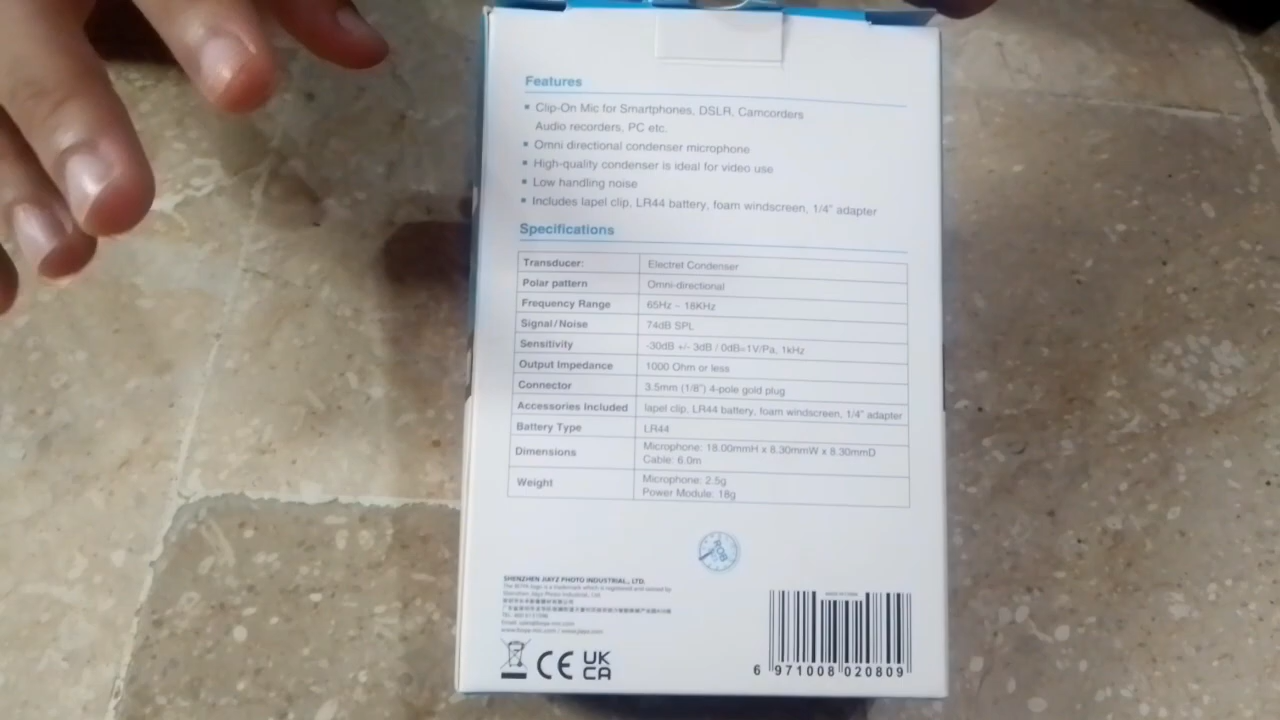 Features
▪ Clip-On Mic for Smartphones, DSLR, Camcorders
Audio recorders, PC etc.
▪ Omni directional condenser microphone
▪ High-quality condenser is ideal for video use
▪ Low handling noise
▪ Includes lapel clip, LR44 battery, foam windscreen, 1/4" adapter
Specifications
Transducer: Electret Condenser
Polar pattern Omni-directional
Frequency Range 65Hz ~ 18KHz
Signal/Noise 74dB SPL
Sensitivity -30dB +/- 3dB / 0dB=1V/Pa, 1kHz
Output Impedance 1000 Ohm or less
Connector 3.5mm (1/8") 4-pole gold plug
Accessories Included lapel clip, LR44 battery, foam windscreen, 1/4" adapter
Battery Type LR44
Dimensions Microphone: 18.00mmH x 8.30mmW x 8.30mmD
Cable: 6.0m
Weight Microphone: 2.5g
Power Module: 18g
SHENZHEN JIAYZ PHOTO INDUSTRIAL., LTD.
CE UK
CA
6 971008 020809